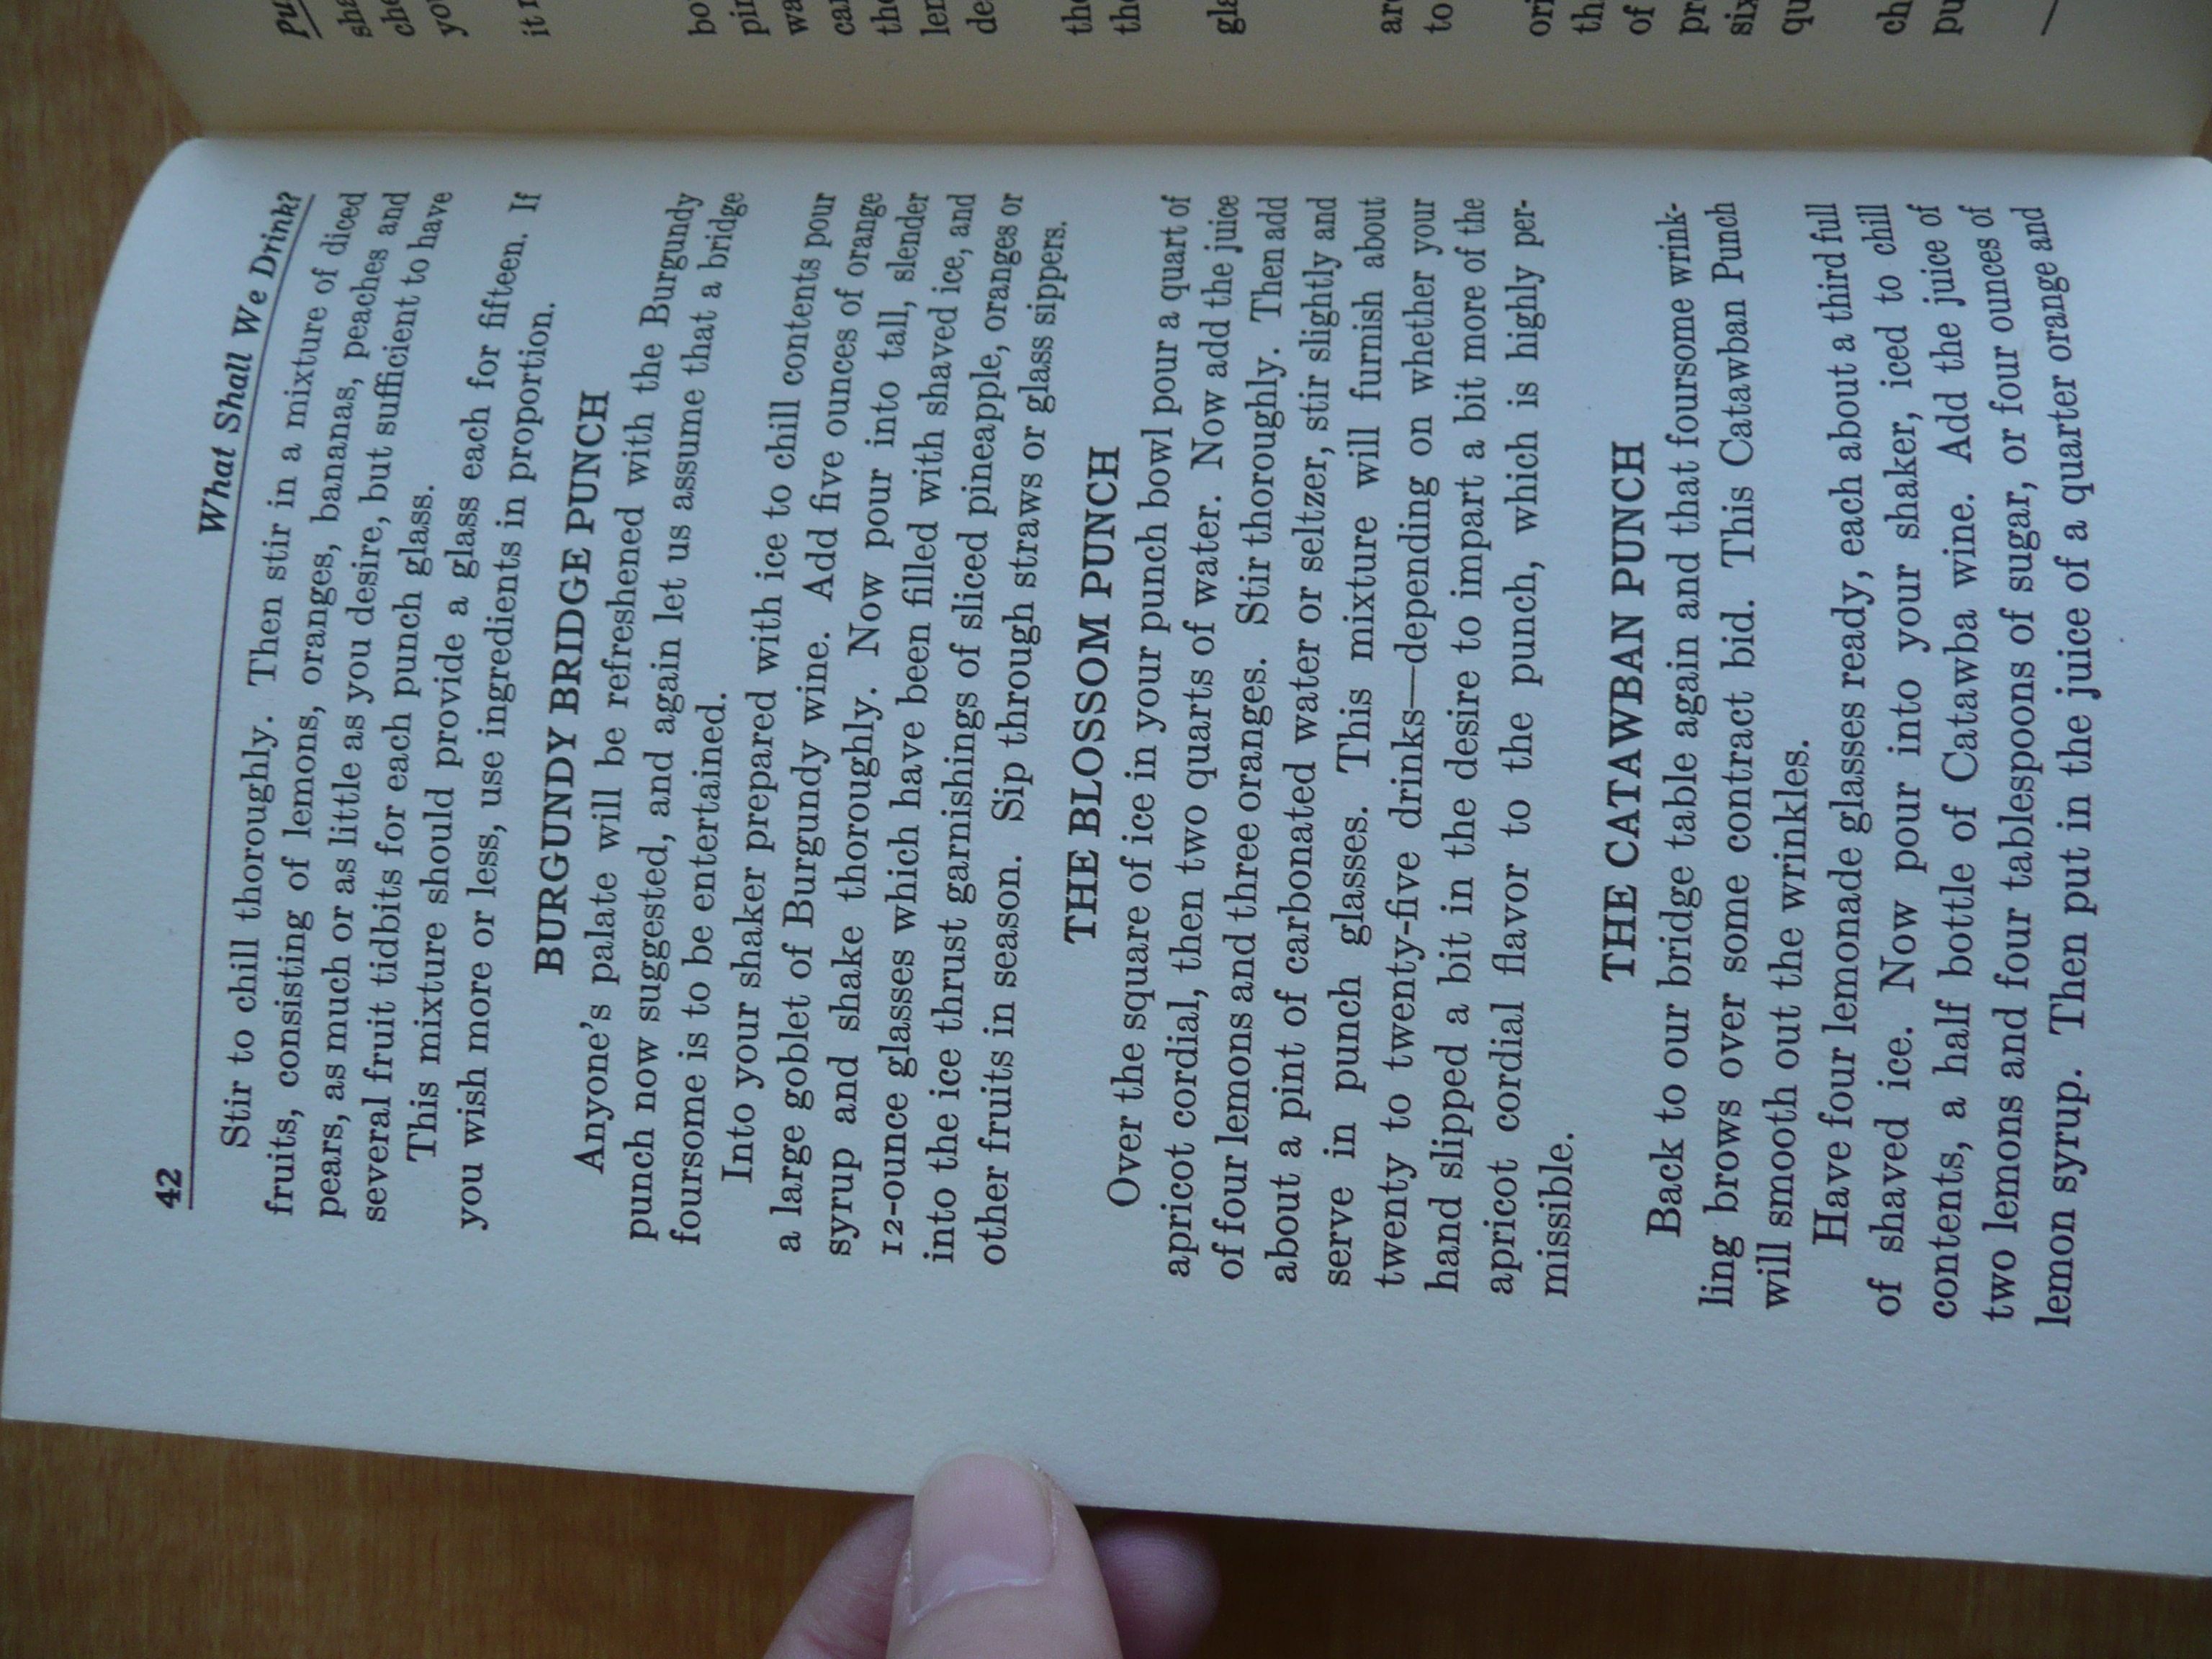 42 What Shall We Drink?
Stir to chill thoroughly. Then stir in a mixture of diced
fruits, consisting of lemons, oranges, bananas, peaches and
pears, as much or as little as you desire, but sufficient to have
several fruit tidbits for each punch glass.
This mixture should provide a glass each for fifteen. If
you wish more or less, use ingredients in proportion.
BURGUNDY BRIDGE PUNCH
Anyone's palate will be refreshed with the Burgundy
punch now suggested, and again let us assume that a bridge
foursome is to be entertained.
Into your shaker prepared with ice to chill contents pour
a large goblet of Burgundy wine. Add five ounces of orange
syrup and shake thoroughly. Now pour into tall, slender
12-ounce glasses which have been filled with shaved ice, and
into the ice thrust garnishings of sliced pineapple, oranges or
other fruits in season. Sip through straws or glass sippers.
THE BLOSSOM PUNCH
Over the square of ice in your punch bowl pour a quart of
apricot cordial, then two quarts of water. Now add the juice
of four lemons and three oranges. Stir thoroughly. Then add
about a pint of carbonated water or seltzer, stir slightly and
serve in punch glasses. This mixture will furnish about
twenty to twenty-five drinks—depending on whether your
hand slipped a bit in the desire to impart a bit more of the
apricot cordial flavor to the punch, which is highly per-
missible.
THE CATAWBAN PUNCH
Back to our bridge table again and that foursome wrink-
ling brows over some contract bid. This Catawban Punch
will smooth out the wrinkles.
Have four lemonade glasses ready, each about a third full
of shaved ice. Now pour into your shaker, iced to chill
contents, a half bottle of Catawba wine. Add the juice of
two lemons and four tablespoons of sugar, or four ounces of
lemon syrup. Then put in the juice of a quarter orange and